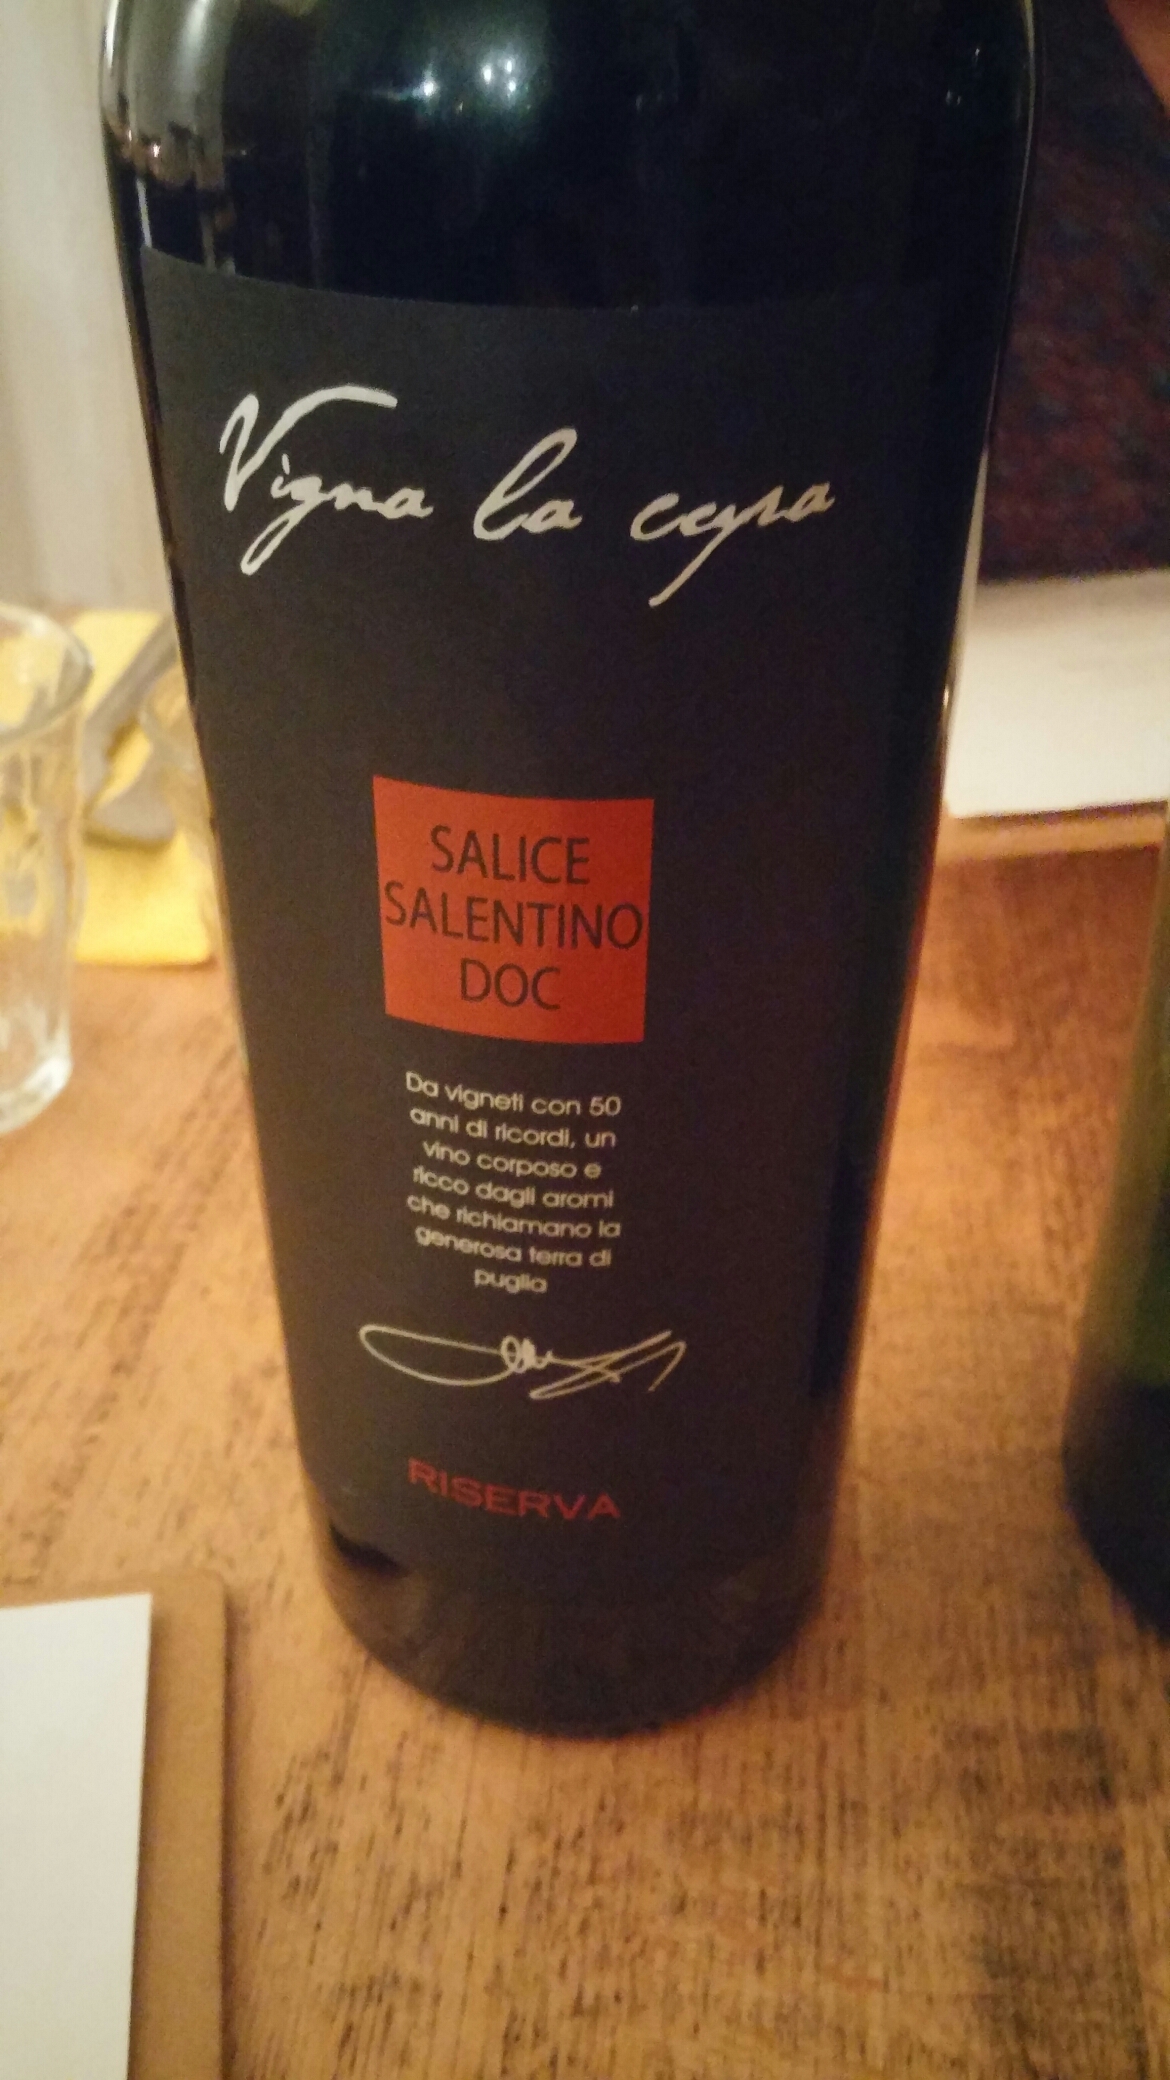 Vigna la corsa
SALICE
SALENTINO
DOC
Da vigneti con 50
anni di ricordi, un
vino corposo e
ricco dagli aromi
che richiamano la
generosa terra di
puglia
RISERVA